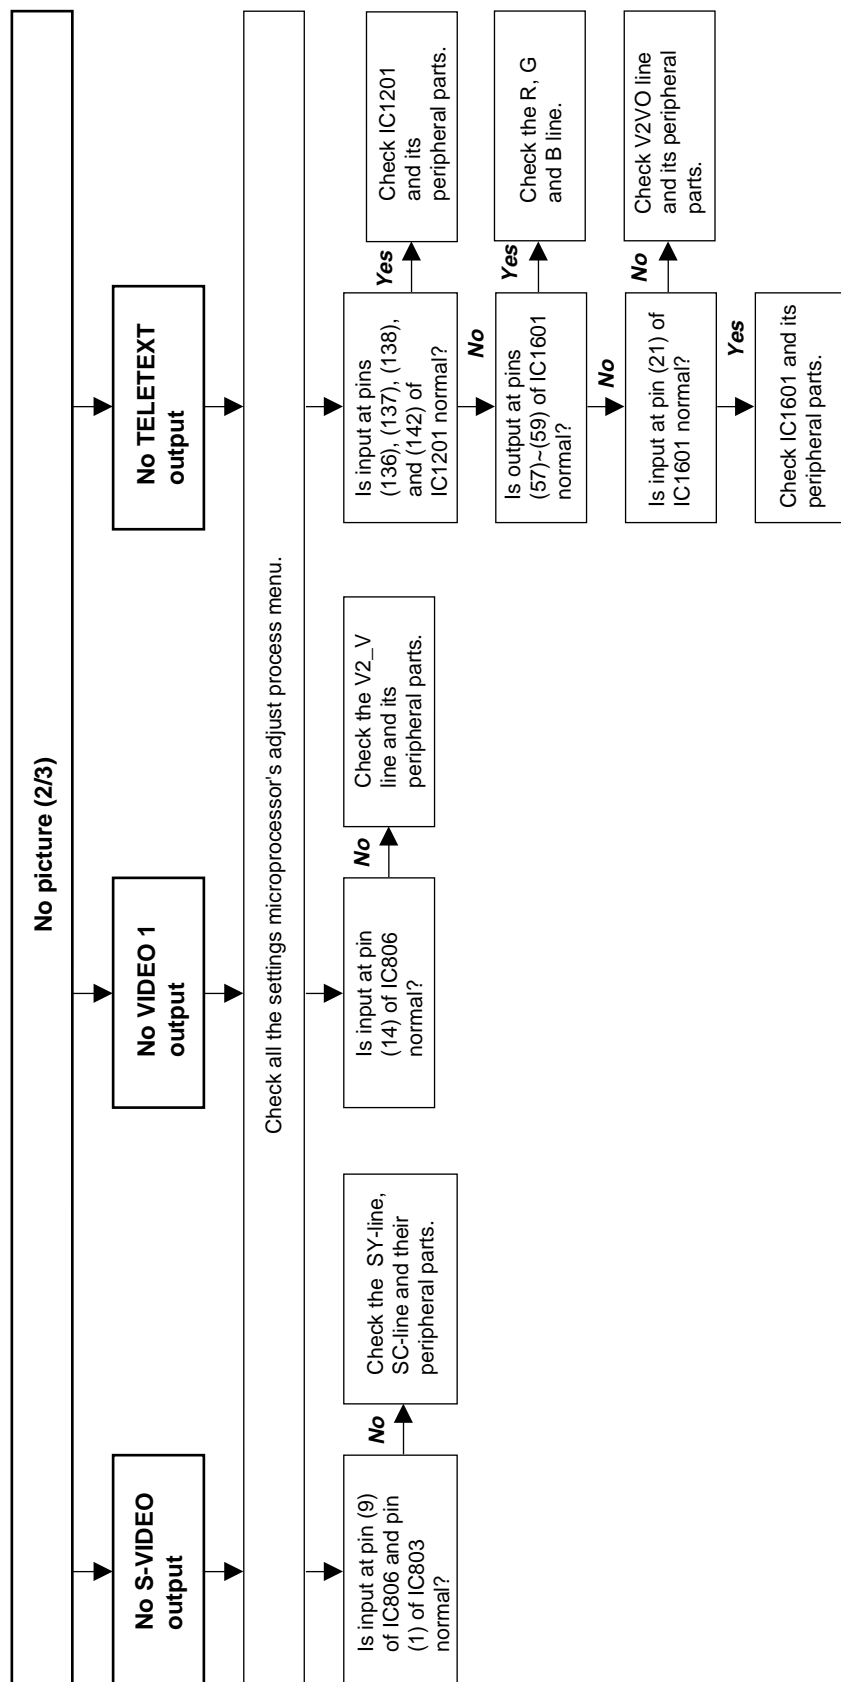 No picture (2/3)
No S-VIDEO
output
No VIDEO 1
output
No TELETEXT
output
Check all the settings microprocessor's adjust process menu.
Is input at pin (9)
of IC806 and pin
(1) of IC803
normal?
No
Check the  SY-line,
SC-line and their
peripheral parts.
Is input at pin
(14) of IC806
normal?
No
Check the V2_V
line and its
peripheral parts.
Is input at pins
(136), (137), (138),
and (142) of
IC1201 normal?
Yes
Check IC1201
and its
peripheral parts.
No
Is output at pins
(57)~(59) of IC1601
normal?
Yes
Check the R, G
and B line.
No
Is input at pin (21) of
IC1601 normal?
No
Check V2VO line
and its peripheral
parts.
Yes
Check IC1601 and its
peripheral parts.